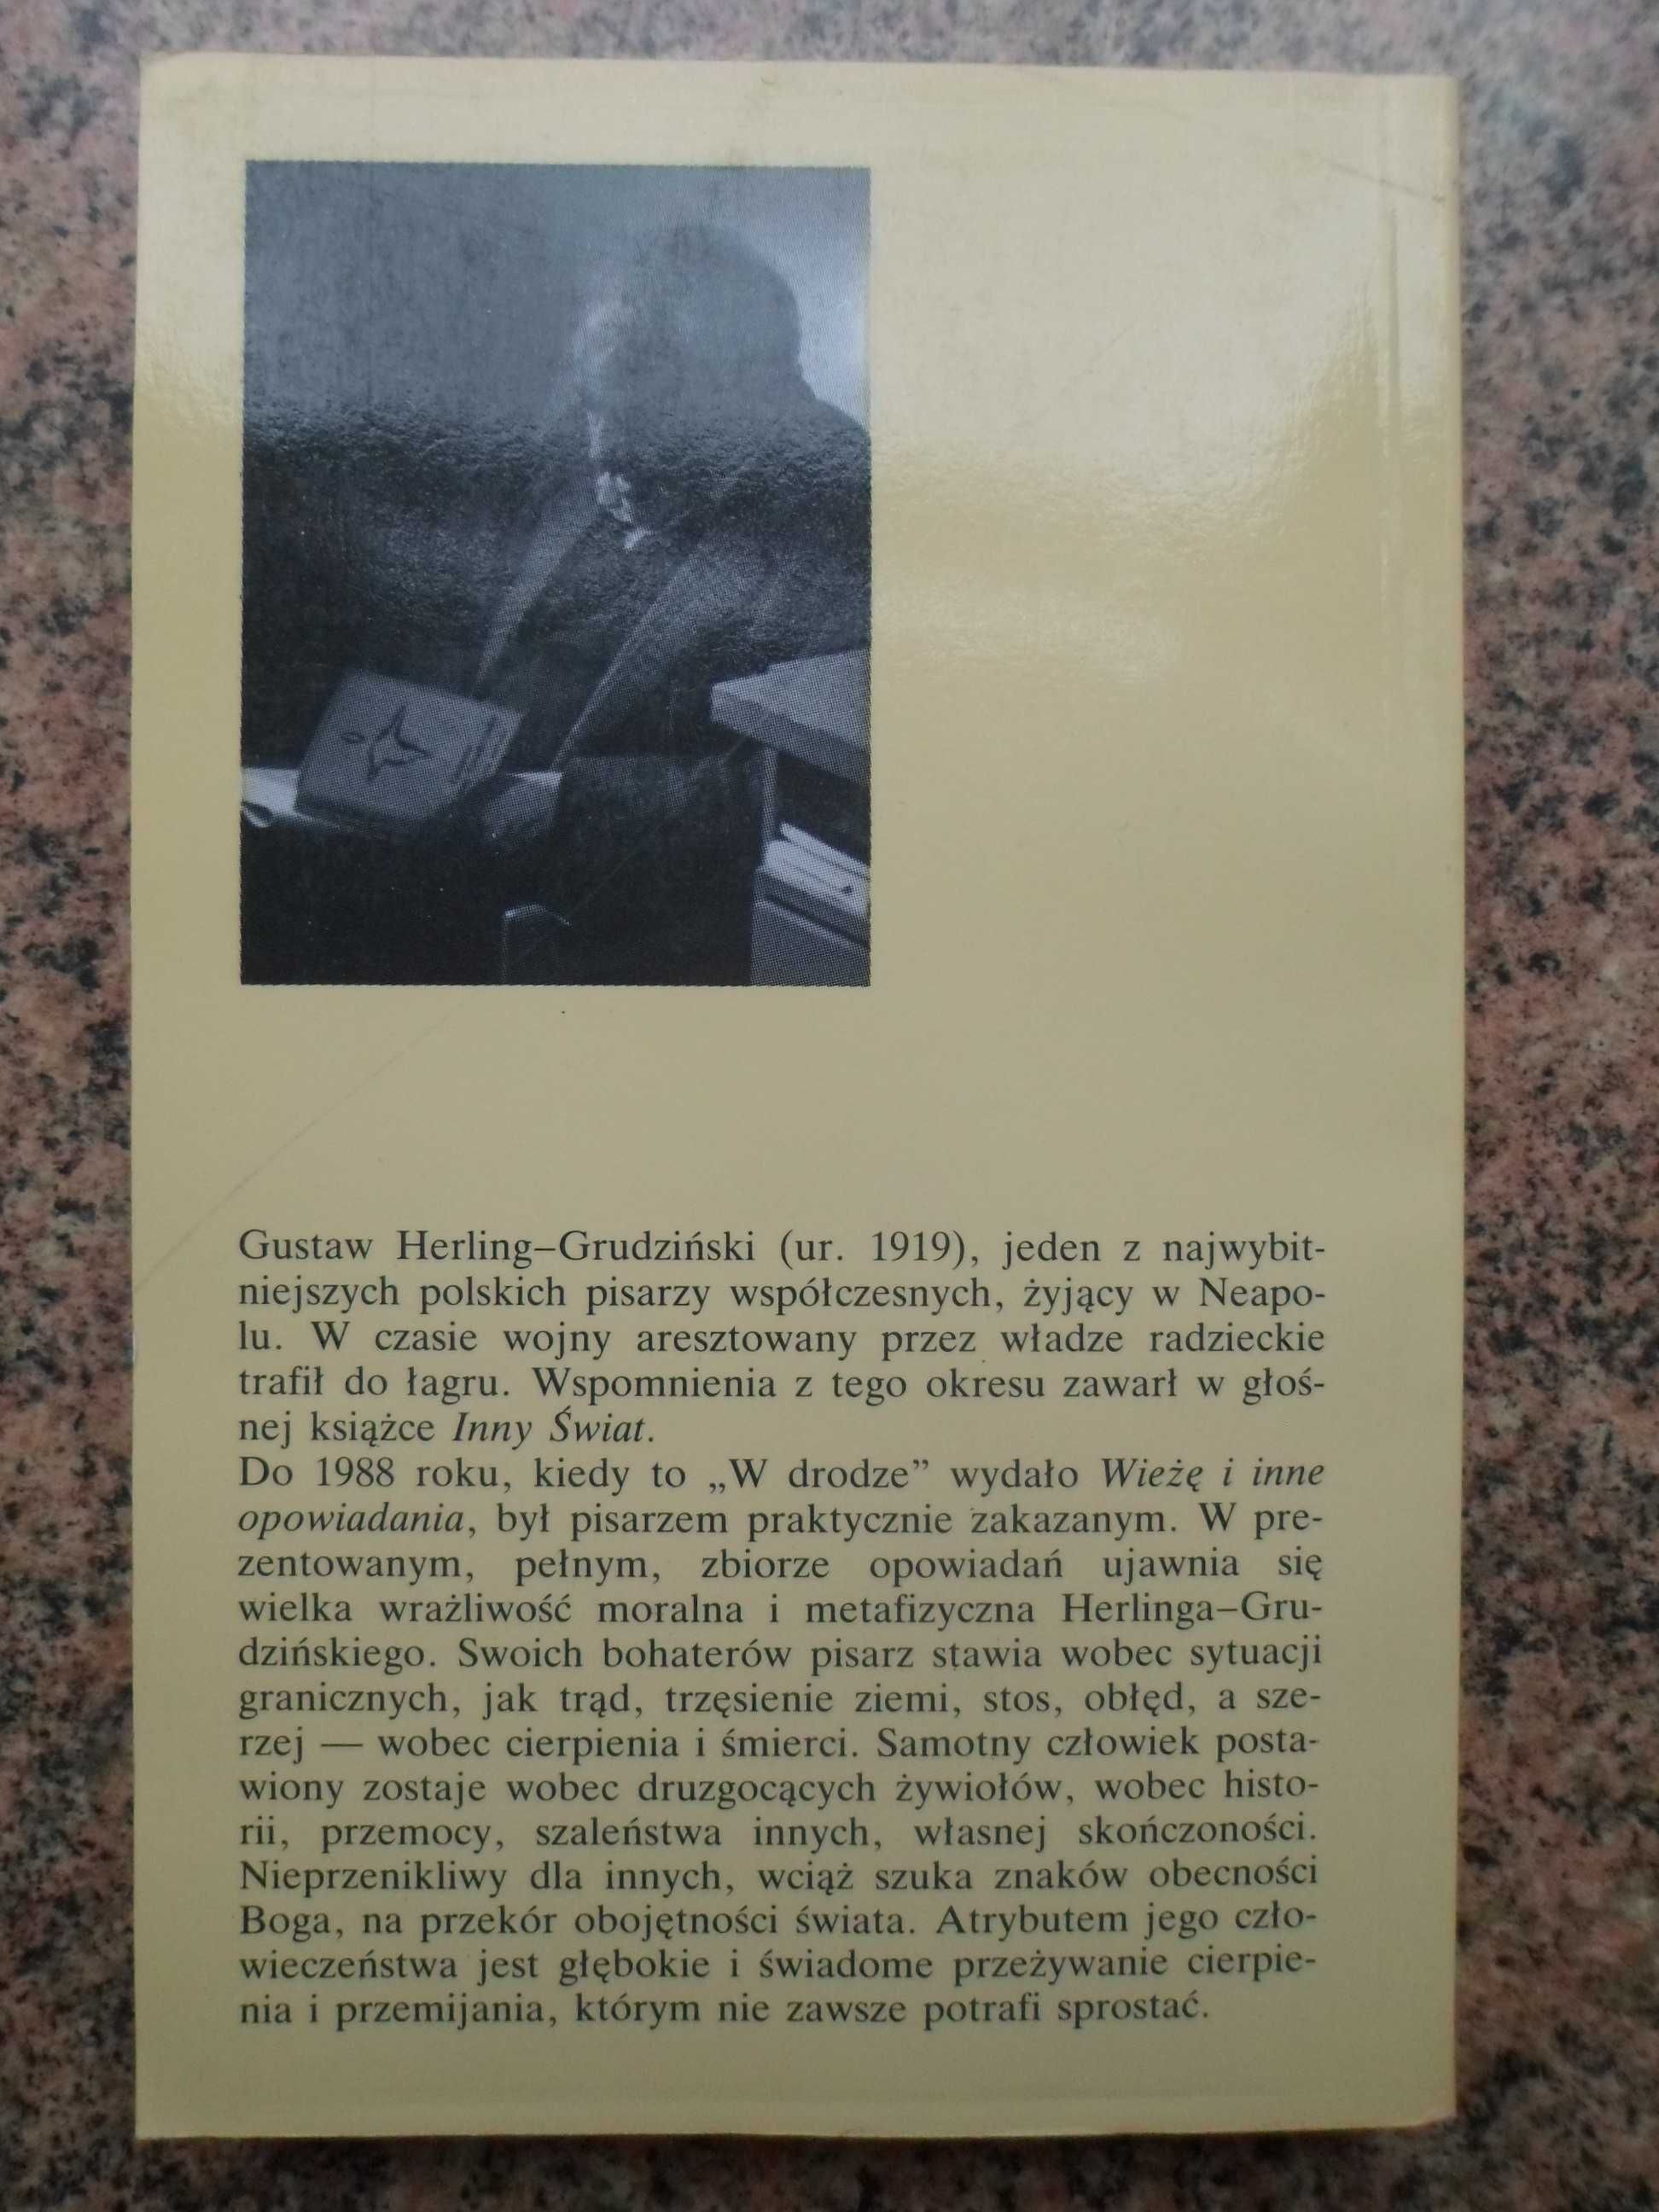 Gustaw Herling–Grudziński (ur. 1919), jeden z najwybit-
niejszych polskich pisarzy współczesnych, żyjący w Neapo-
lu. W czasie wojny aresztowany przez władze radzieckie
trafił do łagru. Wspomnienia z tego okresu zawarł w głoś-
nej książce Inny Świat.
Do 1988 roku, kiedy to „W drodze” wydało Wieżę i inne
opowiadania, był pisarzem praktycznie zakazanym. W pre-
zentowanym, pełnym, zbiorze opowiadań ujawnia się
wielka wrażliwość moralna i metafizyczna Herlinga–Gru-
dzińskiego. Swoich bohaterów pisarz stawia wobec sytuacji
granicznych, jak trąd, trzęsienie ziemi, stos, obłęd, a sze-
rzej — wobec cierpienia i śmierci. Samotny człowiek posta-
wiony zostaje wobec druzgocących żywiołów, wobec histo-
rii, przemocy, szaleństwa innych, własnej skończoności.
Nieprzenikliwy dla innych, wciąż szuka znaków obecności
Boga, na przekór obojętności świata. Atrybutem jego czło-
wieczeństwa jest głębokie i świadome przeżywanie cierpie-
nia i przemijania, którym nie zawsze potrafi sprostać.